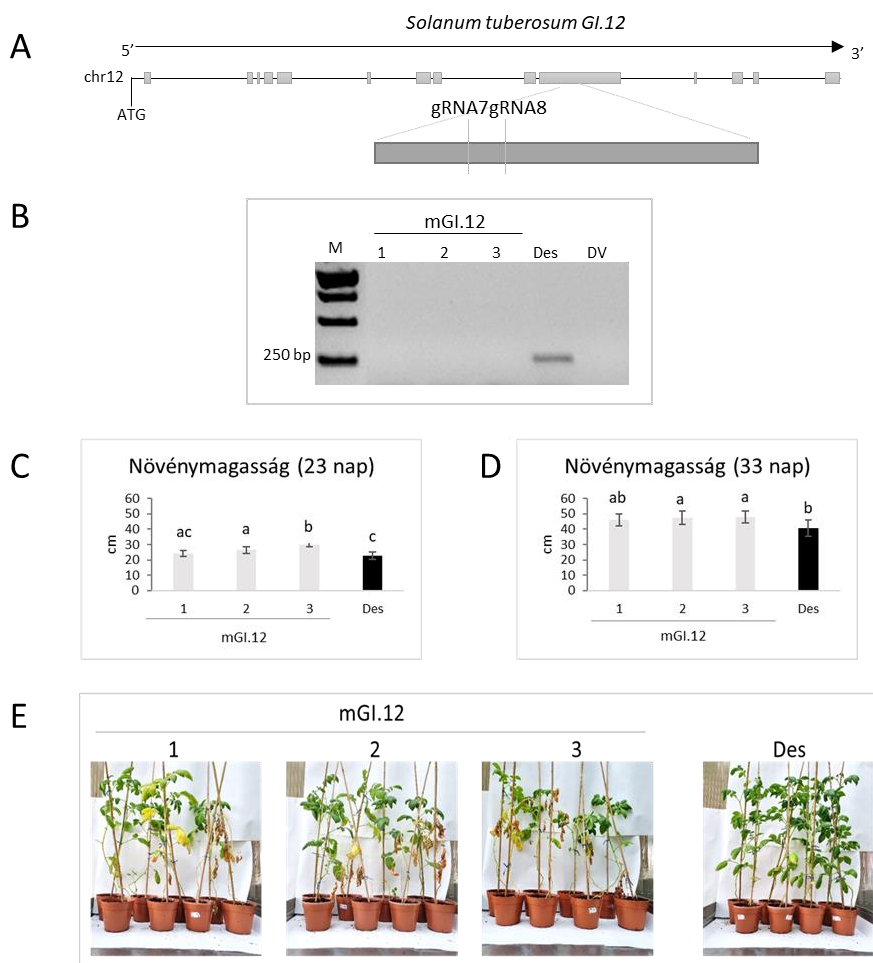 A
Solanum tuberosum GI.12
5’
3’
chr12
ATG
gRNA7gRNA8
B
mGI.12
M 1 2 3 Des DV
250 bp
C
Növénymagasság (23 nap)
60
50
40
30
20
10
0
cm
ac a b c
1 2 3 Des
mGI.12
D
Növénymagasság (33 nap)
60
50
40
30
20
10
0
cm
ab a a b
1 2 3 Des
mGI.12
E
mGI.12
1 2 3 Des